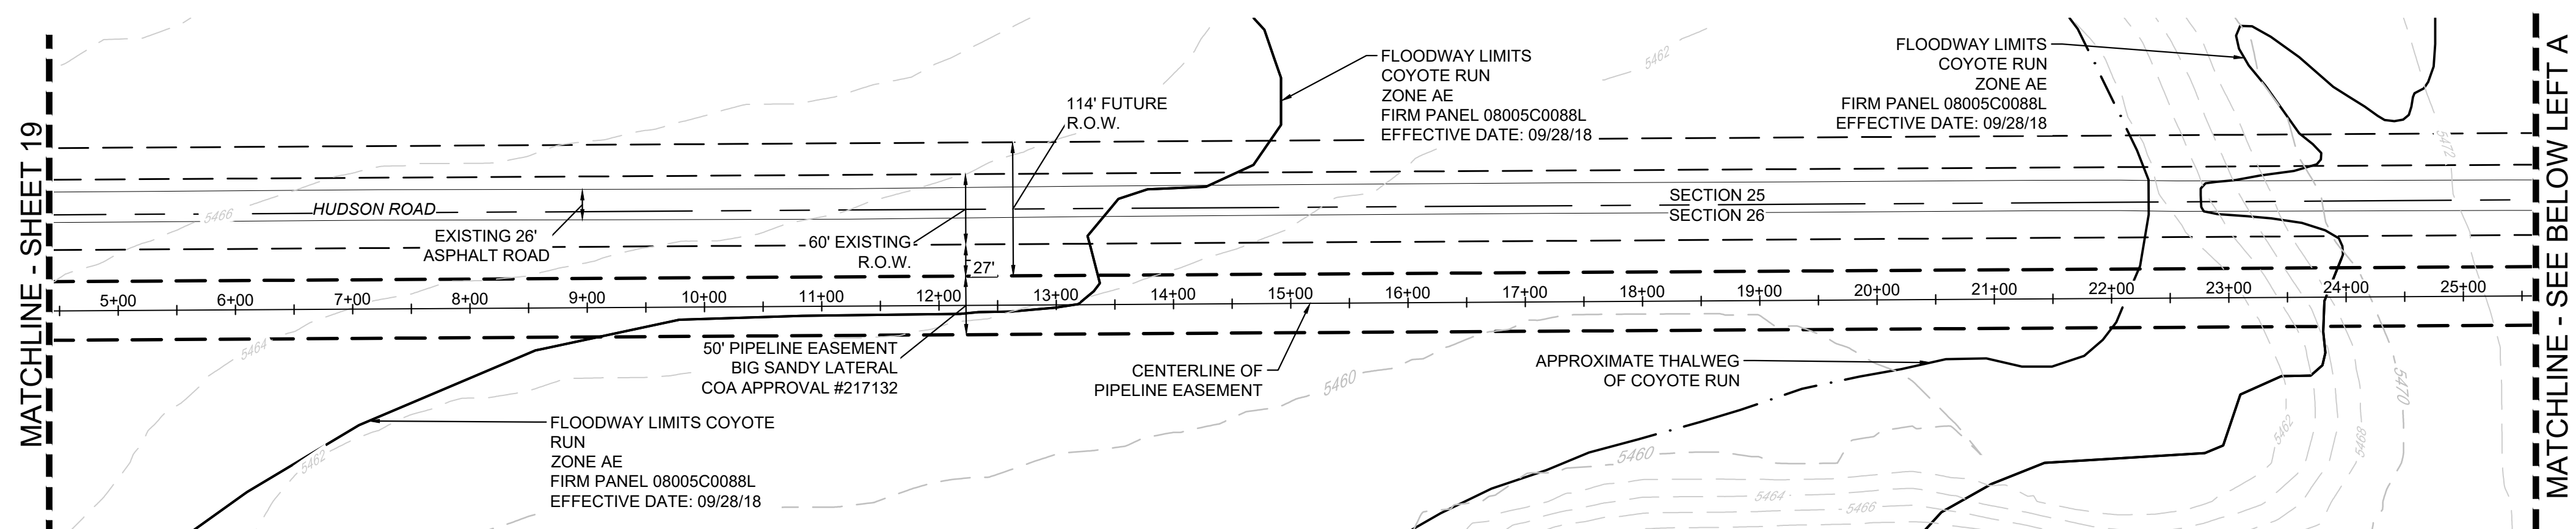 MATCHLINE - SHEET 19
FLOODWAY LIMITS
COYOTE RUN
ZONE AE
FIRM PANEL 08005C0088L
EFFECTIVE DATE: 09/28/18
FLOODWAY LIMITS
COYOTE RUN
ZONE AE
FIRM PANEL 08005C0088L
EFFECTIVE DATE: 09/28/18
MATCHLINE - SEE BELOW LEFT A
5462
114' FUTURE
R.O.W.
5472
SECTION 25
SECTION 26
5466
HUDSON ROAD
EXISTING 26'
ASPHALT ROAD
60' EXISTING
R.O.W.
27'
5+00
6+00
7+00
8+00
9+00
10+00
11+00
12+00
13+00
14+00
15+00
16+00
17+00
18+00
19+00
20+00
21+00
22+00
23+00
24+00
25+00
5464
50' PIPELINE EASEMENT
BIG SANDY LATERAL
COA APPROVAL #217132
CENTERLINE OF
PIPELINE EASEMENT
5460
APPROXIMATE THALWEG
OF COYOTE RUN
5470
FLOODWAY LIMITS COYOTE
RUN
ZONE AE
FIRM PANEL 08005C0088L
EFFECTIVE DATE: 09/28/18
5462
5460
5462
5468
5464
5466